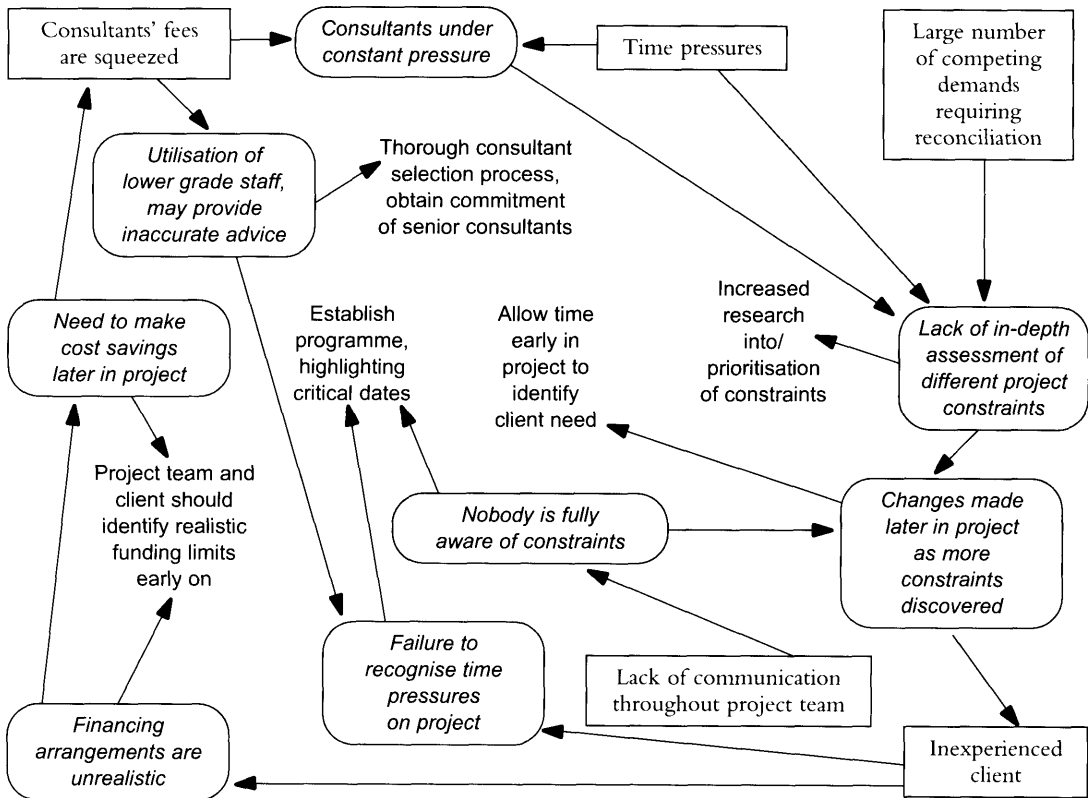 Consultants' fees
are squeezed
Consultants under
constant pressure
Time pressures
Large number
of competing
demands
requiring
reconciliation
Utilisation of
lower grade staff,
may provide
inaccurate advice
Thorough consultant
selection process,
obtain commitment
of senior consultants
Need to make
cost savings
later in project
Establish
programme,
highlighting
critical dates
Allow time
early in
project to
identify
client need
Increased
research
into/
prioritisation
of constraints
Lack of in-depth
assessment of
different project
constraints
Project team and
client should
identify realistic
funding limits
early on
Nobody is fully
aware of constraints
Changes made
later in project
as more
constraints
discovered
Failure to
recognise time
pressures
on project
Lack of communication
throughout project team
Financing
arrangements are
unrealistic
Inexperienced
client